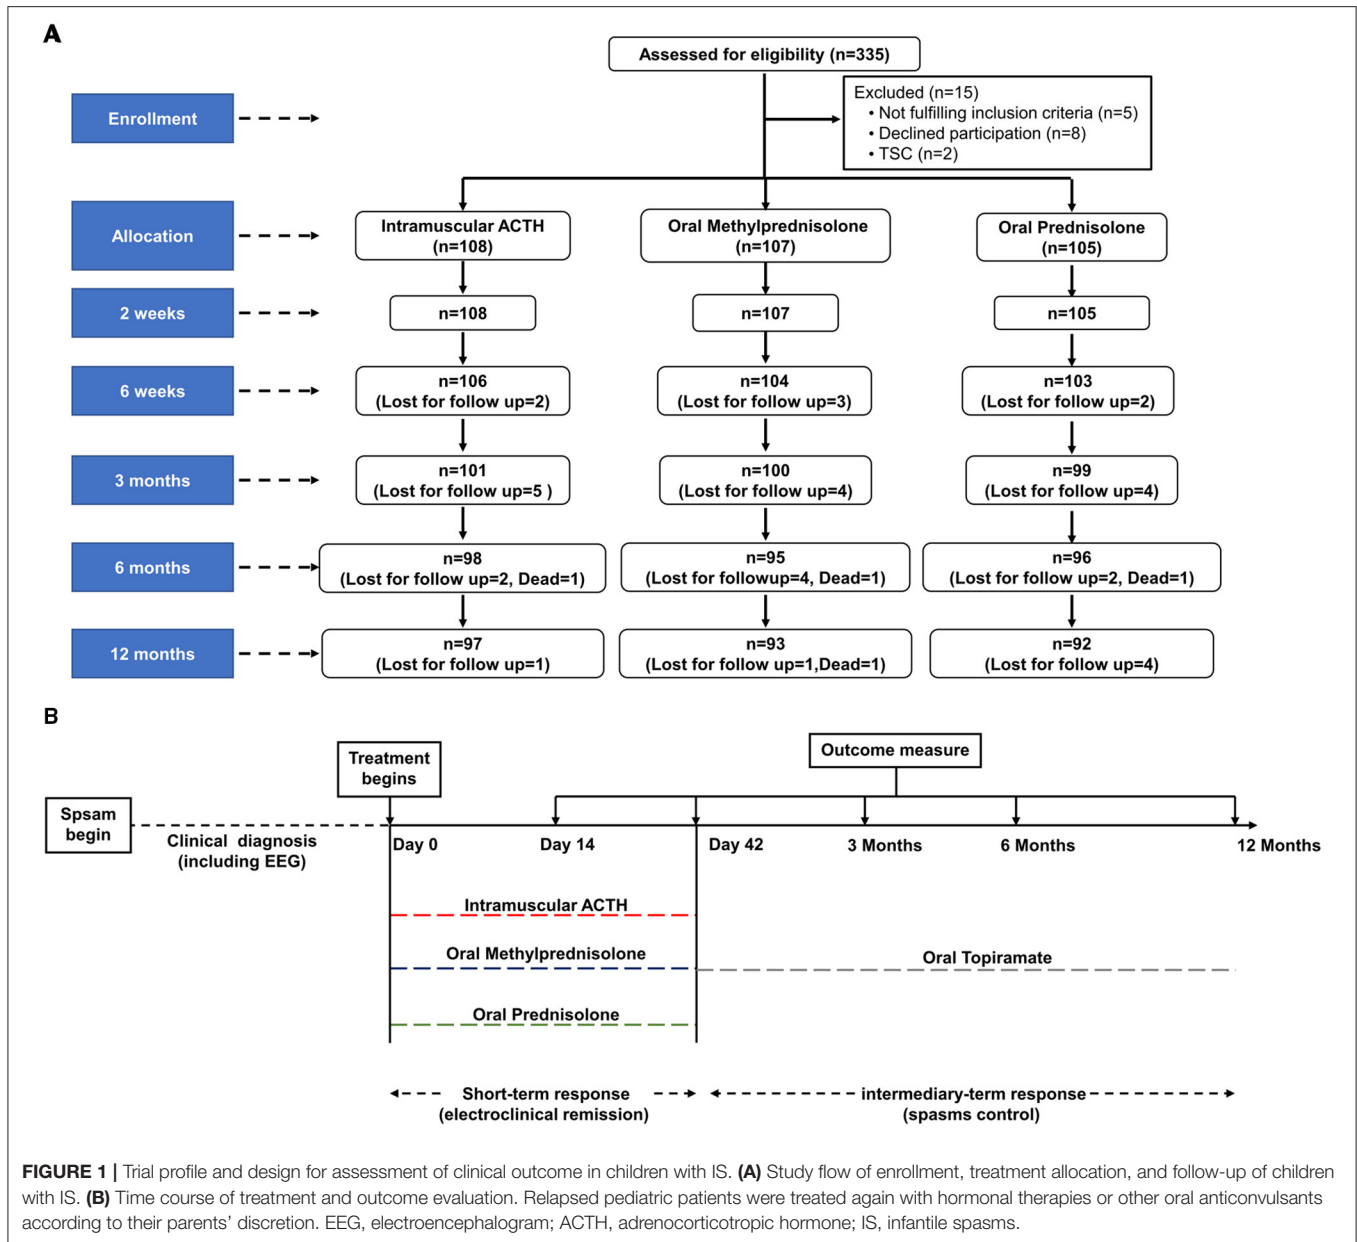 A
Assessed for eligibility (n=335)
Enrollment
Excluded (n=15)
• Not fulfilling inclusion criteria (n=5)
• Declined participation (n=8)
• TSC (n=2)
Allocation
Intramuscular ACTH
(n=108)
Oral Methylprednisolone
(n=107)
Oral Prednisolone
(n=105)
2 weeks
n=108
n=107
n=105
6 weeks
n=106
(Lost for follow up=2)
n=104
(Lost for follow up=3)
n=103
(Lost for follow up=2)
3 months
n=101
(Lost for follow up=5 )
n=100
(Lost for follow up=4)
n=99
(Lost for follow up=4)
6 months
n=98
(Lost for follow up=2, Dead=1)
n=95
(Lost for followup=4, Dead=1)
n=96
(Lost for follow up=2, Dead=1)
12 months
n=97
(Lost for follow up=1)
n=93
(Lost for follow up=1,Dead=1)
n=92
(Lost for follow up=4)
B
Treatment
begins
Outcome measure
Spsam
begin
Clinical diagnosis
(including EEG)
Day 0
Day 14
Day 42
3 Months
6 Months
12 Months
Intramuscular ACTH
Oral Methylprednisolone
Oral Topiramate
Oral Prednisolone
Short-term response
(electroclinical remission)
intermediary-term response
(spasms control)
FIGURE 1 | Trial profile and design for assessment of clinical outcome in children with IS. (A) Study flow of enrollment, treatment allocation, and follow-up of children
with IS. (B) Time course of treatment and outcome evaluation. Relapsed pediatric patients were treated again with hormonal therapies or other oral anticonvulsants
according to their parents’ discretion. EEG, electroencephalogram; ACTH, adrenocorticotropic hormone; IS, infantile spasms.